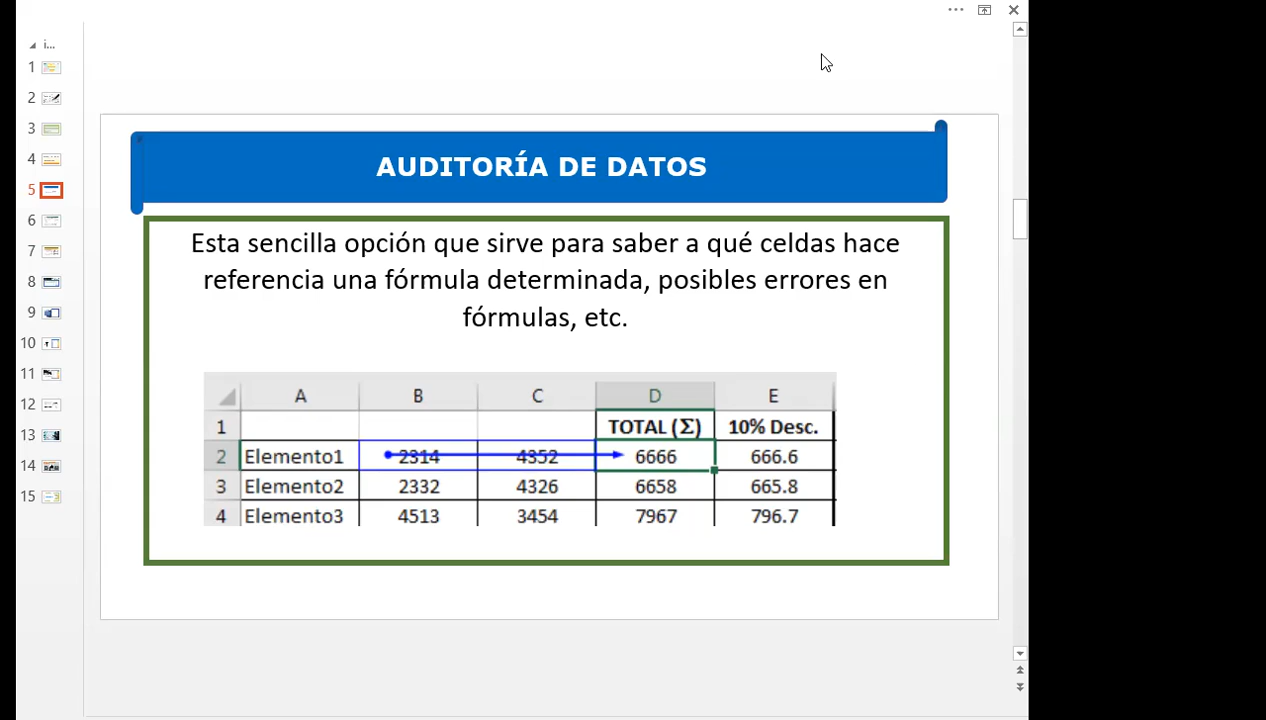 i...
1
2
3
4
5
6
7
8
9
10
11
12
13
14
15
AUDITORÍA DE DATOS
Esta sencilla opción que sirve para saber a qué celdas hace
referencia una fórmula determinada, posibles errores en
fórmulas, etc.
A B C D E
1 TOTAL (Σ) 10% Desc.
2 Elemento1 2314 4352 6666 666.6
3 Elemento2 2332 4326 6658 665.8
4 Elemento3 4513 3454 7967 796.7